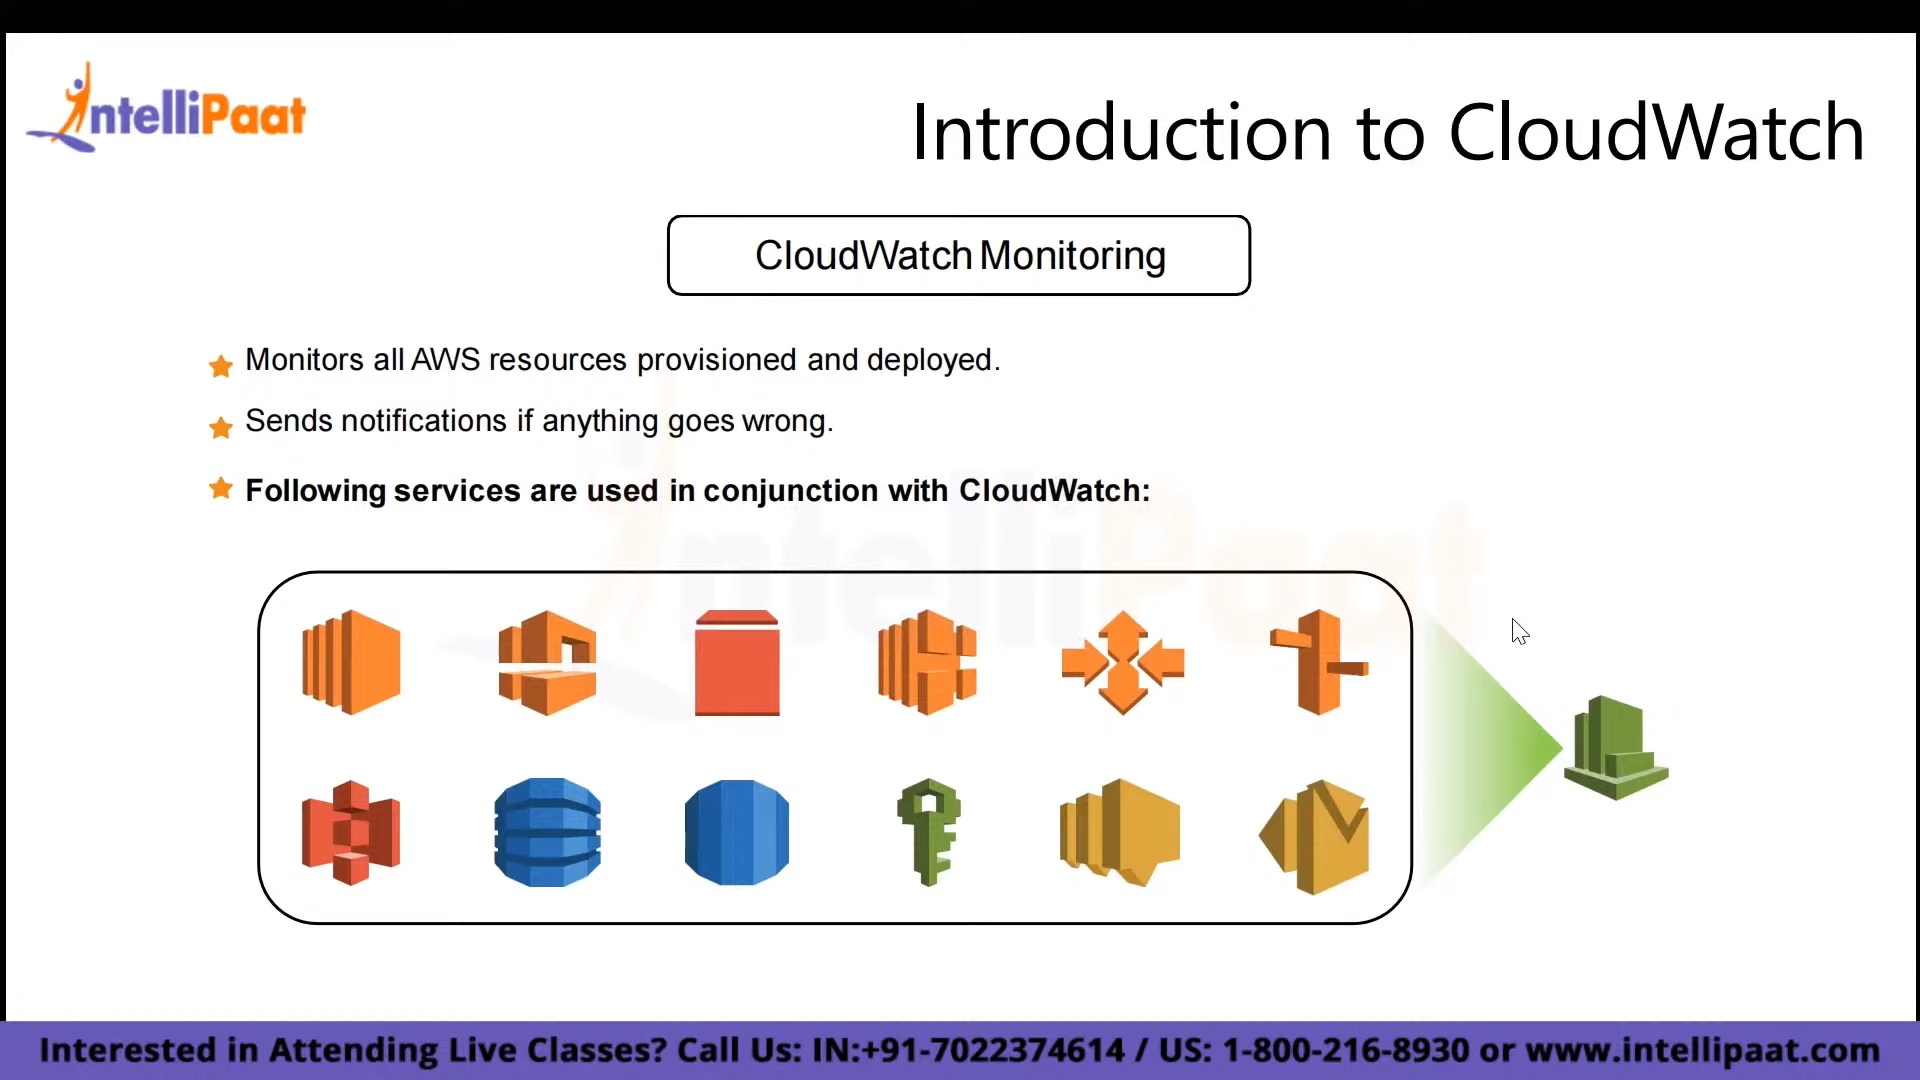 IntelliPaat
Introduction to CloudWatch
CloudWatch Monitoring
Monitors all AWS resources provisioned and deployed.
Sends notifications if anything goes wrong.
Following services are used in conjunction with CloudWatch:
IntelliPaat
Interested in Attending Live Classes? Call Us: IN:+91-7022374614 / US: 1-800-216-8930 or www.intellipaat.com